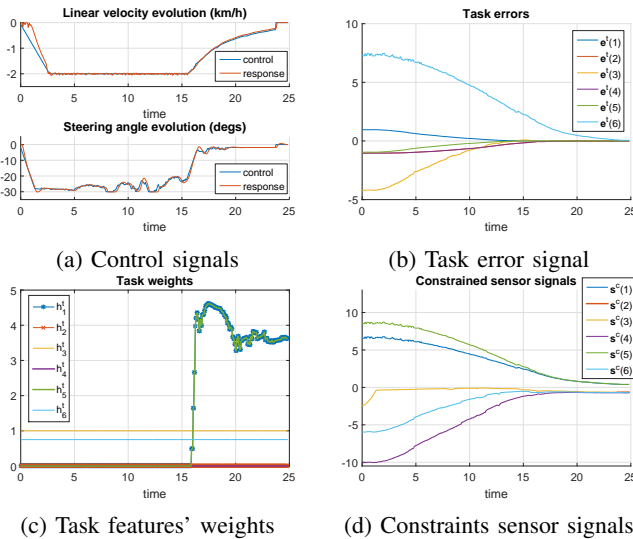 Linear velocity evolution (km/h)
0
-1
-2
control
response
0 5 10 15 20 25
time
Steering angle evolution (degs)
0
-10
-20
-30
control
response
0 5 10 15 20 25
time
(a) Control signals
Task errors
10
5
0
-5
e^t(1)
e^t(2)
e^t(3)
e^t(4)
e^t(5)
e^t(6)
0 5 10 15 20 25
time
(b) Task error signal
Task weights
5
4
3
2
1
0
h^t_1
h^t_2
h^t_3
h^t_4
h^t_5
h^t_6
0 5 10 15 20 25
time
(c) Task features' weights
Constrained sensor signals
10
5
0
-5
-10
s^c(1)
s^c(2)
s^c(3)
s^c(4)
s^c(5)
s^c(6)
0 5 10 15 20 25
time
(d) Constraints sensor signals